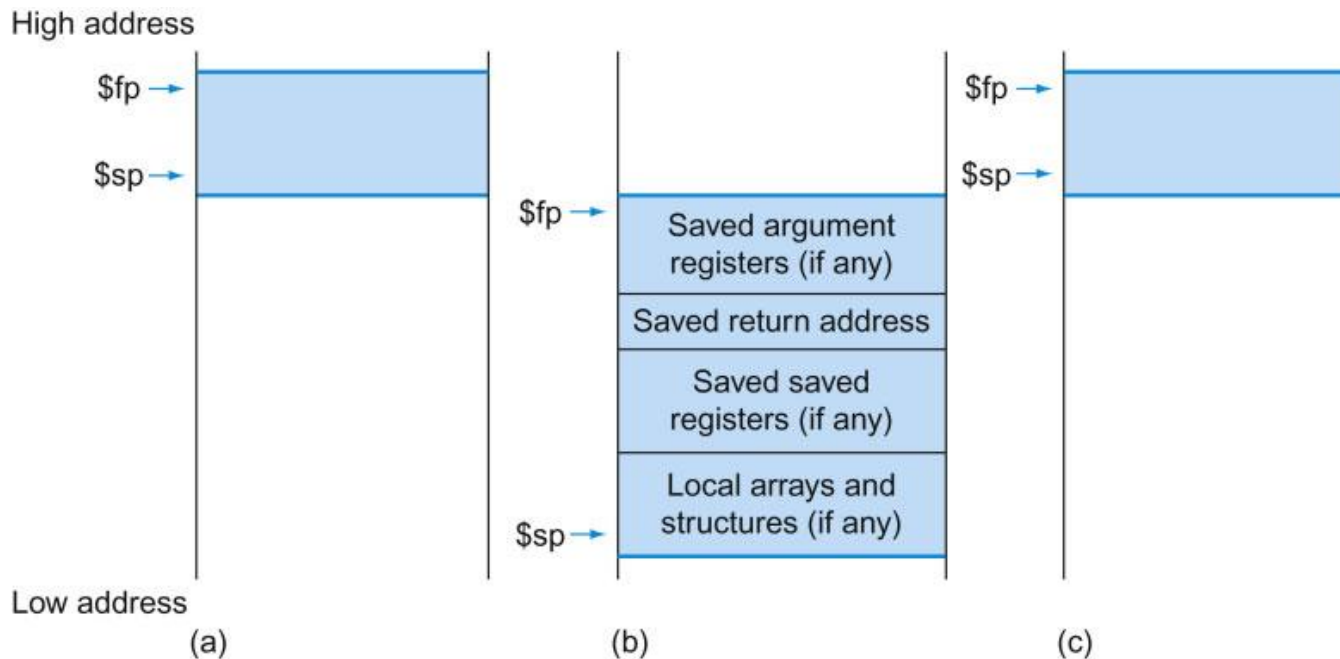 High address
$fp
$sp
$fp
Saved argument
registers (if any)
Saved return address
Saved saved
registers (if any)
Local arrays and
structures (if any)
$sp
$fp
$sp
Low address
(a)
(b)
(c)